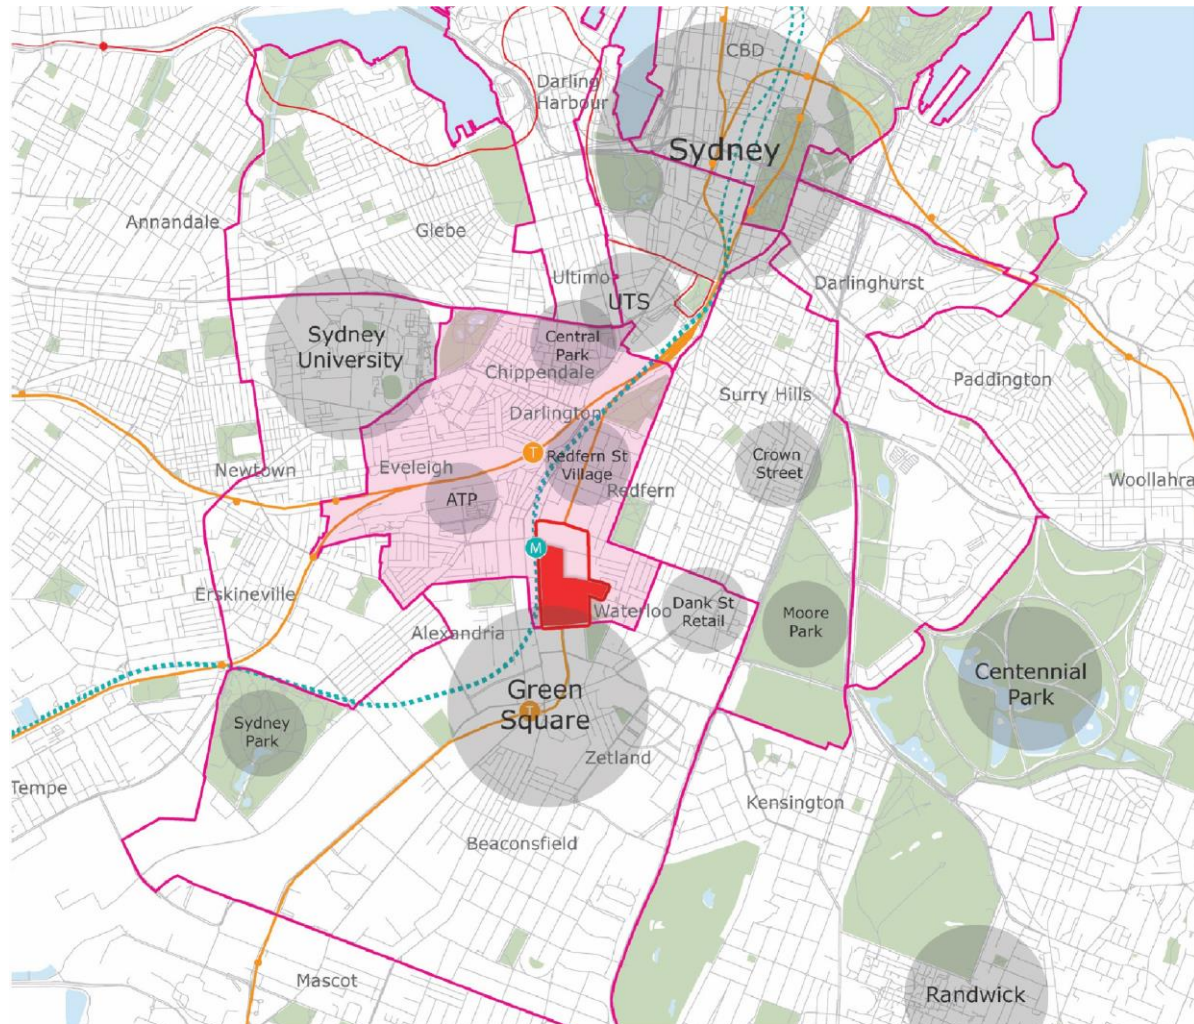 CBD
Darling
Harbour
Sydney
Annandale
Glebe
Ultimo
Darlinghurst
UTS
Sydney
University
Central
Park
Chippendale
Paddington
Surry Hills
Darlington
T
Redfern St
Village
Crown
Street
Newtown
Eveleigh
ATP
Redfern
Woollahra
M
Erskineville
Waterloo
Dank St
Retail
Moore
Park
Alexandria
Centennial
Park
Green
Square
T
Sydney
Park
Zetland
Tempe
Kensington
Beaconsfield
Mascot
Randwick